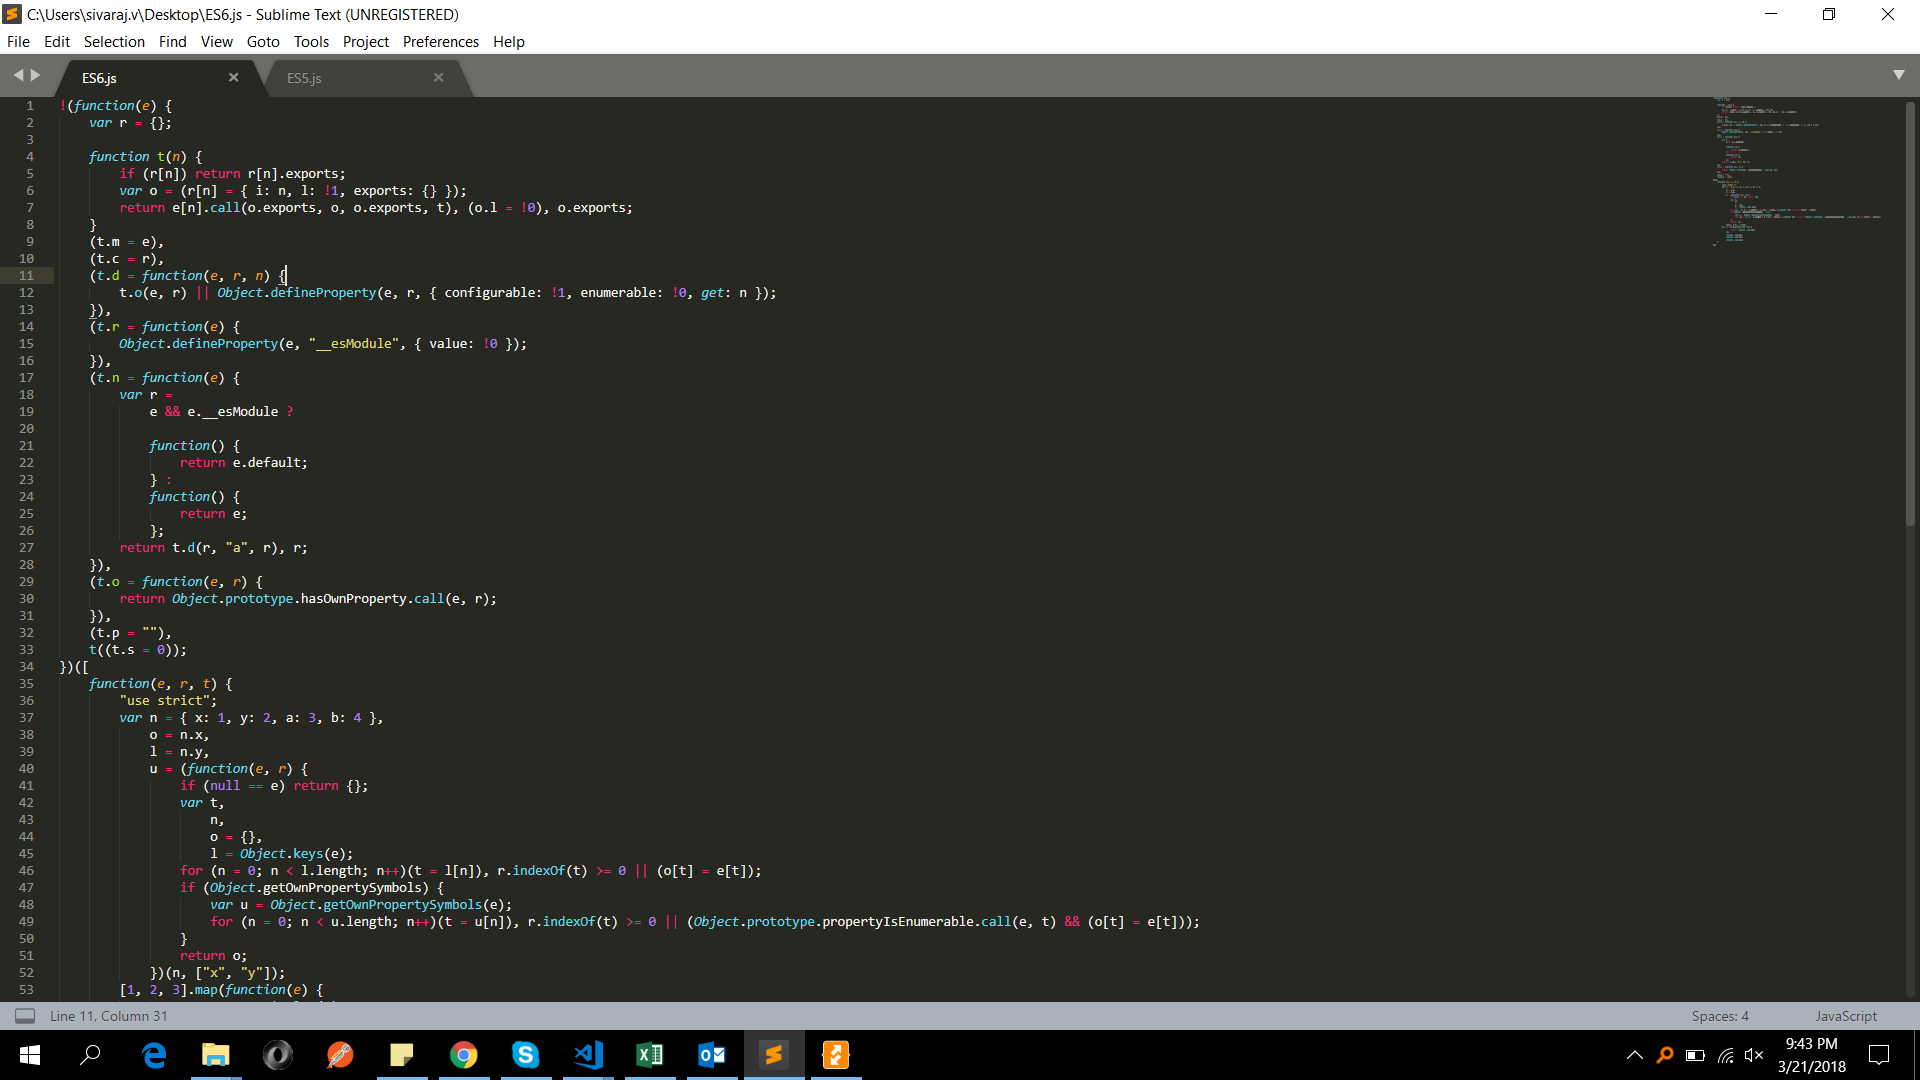 C:\Users\sivaraj.v\Desktop\ES6.js - Sublime Text (UNREGISTERED)
File Edit Selection Find View Goto Tools Project Preferences Help
ES6.js ES5.js
1 !(function(e) {
2 var r = {};
3
4 function t(n) {
5 if (r[n]) return r[n].exports;
6 var o = (r[n] = { i: n, l: !1, exports: {} });
7 return e[n].call(o.exports, o, o.exports, t), (o.l = !0), o.exports;
8 }
9 (t.m = e),
10 (t.c = r),
11 (t.d = function(e, r, n) {
12 t.o(e, r) || Object.defineProperty(e, r, { configurable: !1, enumerable: !0, get: n });
13 }),
14 (t.r = function(e) {
15 Object.defineProperty(e, "__esModule", { value: !0 });
16 }),
17 (t.n = function(e) {
18 var r =
19 e && e.__esModule ?
20
21 function() {
22 return e.default;
23 } :
24 function() {
25 return e;
26 };
27 return t.d(r, "a", r), r;
28 }),
29 (t.o = function(e, r) {
30 return Object.prototype.hasOwnProperty.call(e, r);
31 }),
32 (t.p = ""),
33 t((t.s = 0));
34 })([
35 function(e, r, t) {
36 "use strict";
37 var n = { x: 1, y: 2, a: 3, b: 4 },
38 o = n.x,
39 l = n.y,
40 u = (function(e, r) {
41 if (null == e) return {};
42 var t,
43 n,
44 o = {},
45 l = Object.keys(e);
46 for (n = 0; n < l.length; n++)(t = l[n]), r.indexOf(t) >= 0 || (o[t] = e[t]);
47 if (Object.getOwnPropertySymbols) {
48 var u = Object.getOwnPropertySymbols(e);
49 for (n = 0; n < u.length; n++)(t = u[n]), r.indexOf(t) >= 0 || (Object.prototype.propertyIsEnumerable.call(e, t) && (o[t] = e[t]));
50 }
51 return o;
52 })(n, ["x", "y"]);
53 [1, 2, 3].map(function(e) {
Line 11, Column 31 Spaces: 4 JavaScript
9:43 PM
3/21/2018